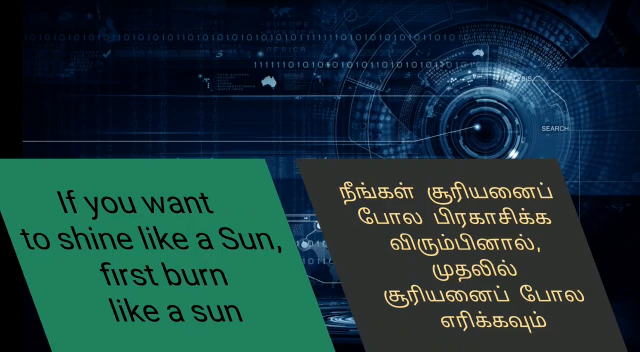 AFRICA
SEARCH
If you want
to shine like a Sun,
first burn
like a sun
நீங்கள் சூரியனைப்
போல பிரகாசிக்க
விரும்பினால்,
முதலில்
சூரியனைப் போல
எரிக்கவும்